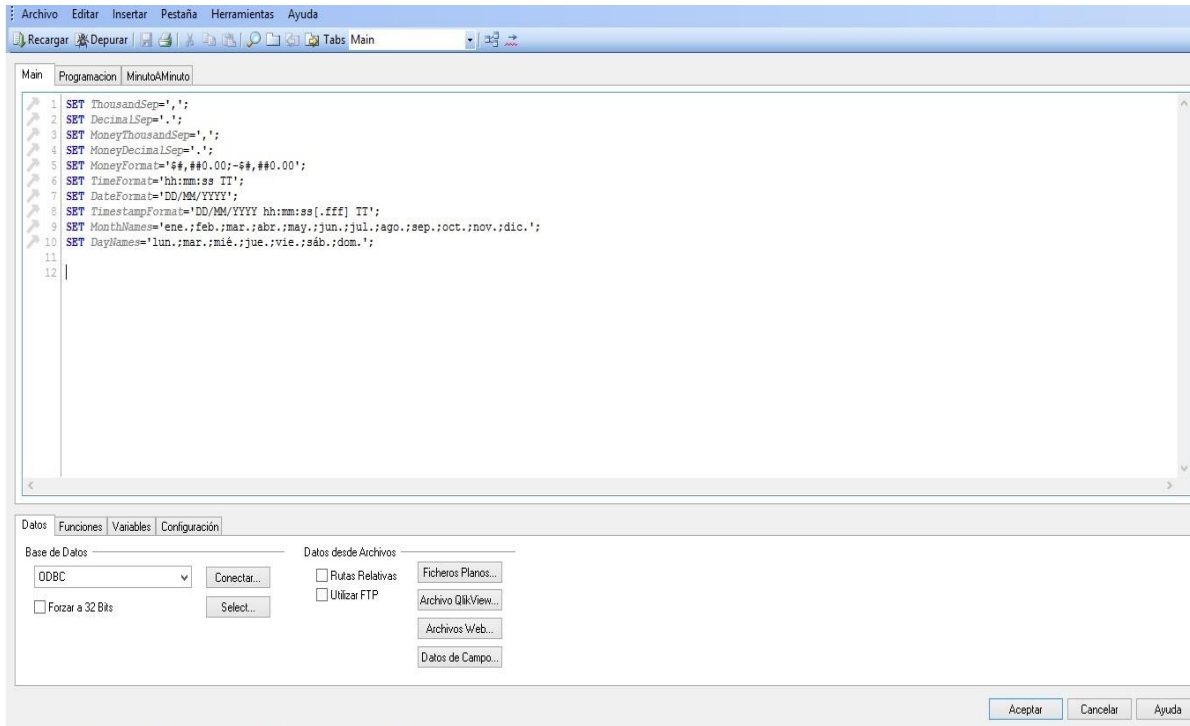 Archivo Editar Insertar Pestaña Herramientas Ayuda
Recargar Depurar Tabs Main
Main Programacion MinutoAMinuto
1 SET ThousandSep=',';
2 SET DecimalSep='.';
3 SET MoneyThousandSep=',';
4 SET MoneyDecimalSep='.';
5 SET MoneyFormat='$#,##0.00;-$#,##0.00';
6 SET TimeFormat='hh:mm:ss TT';
7 SET DateFormat='DD/MM/YYYY';
8 SET TimestampFormat='DD/MM/YYYY hh:mm:ss[.fff] TT';
9 SET MonthNames='ene.;feb.;mar.;abr.;may.;jun.;jul.;ago.;sep.;oct.;nov.;dic.';
10 SET DayNames='lun.;mar.;mié.;jue.;vie.;sáb.;dom.';
11
12
Datos Funciones Variables Configuración
Base de Datos Datos desde Archivos
ODBC Conectar... Rutas Relativas Ficheros Planos...
Forzar a 32 Bits Select... Utilizar FTP Archivo QlikView...
Archivos Web...
Datos de Campo...
Aceptar Cancelar Ayuda